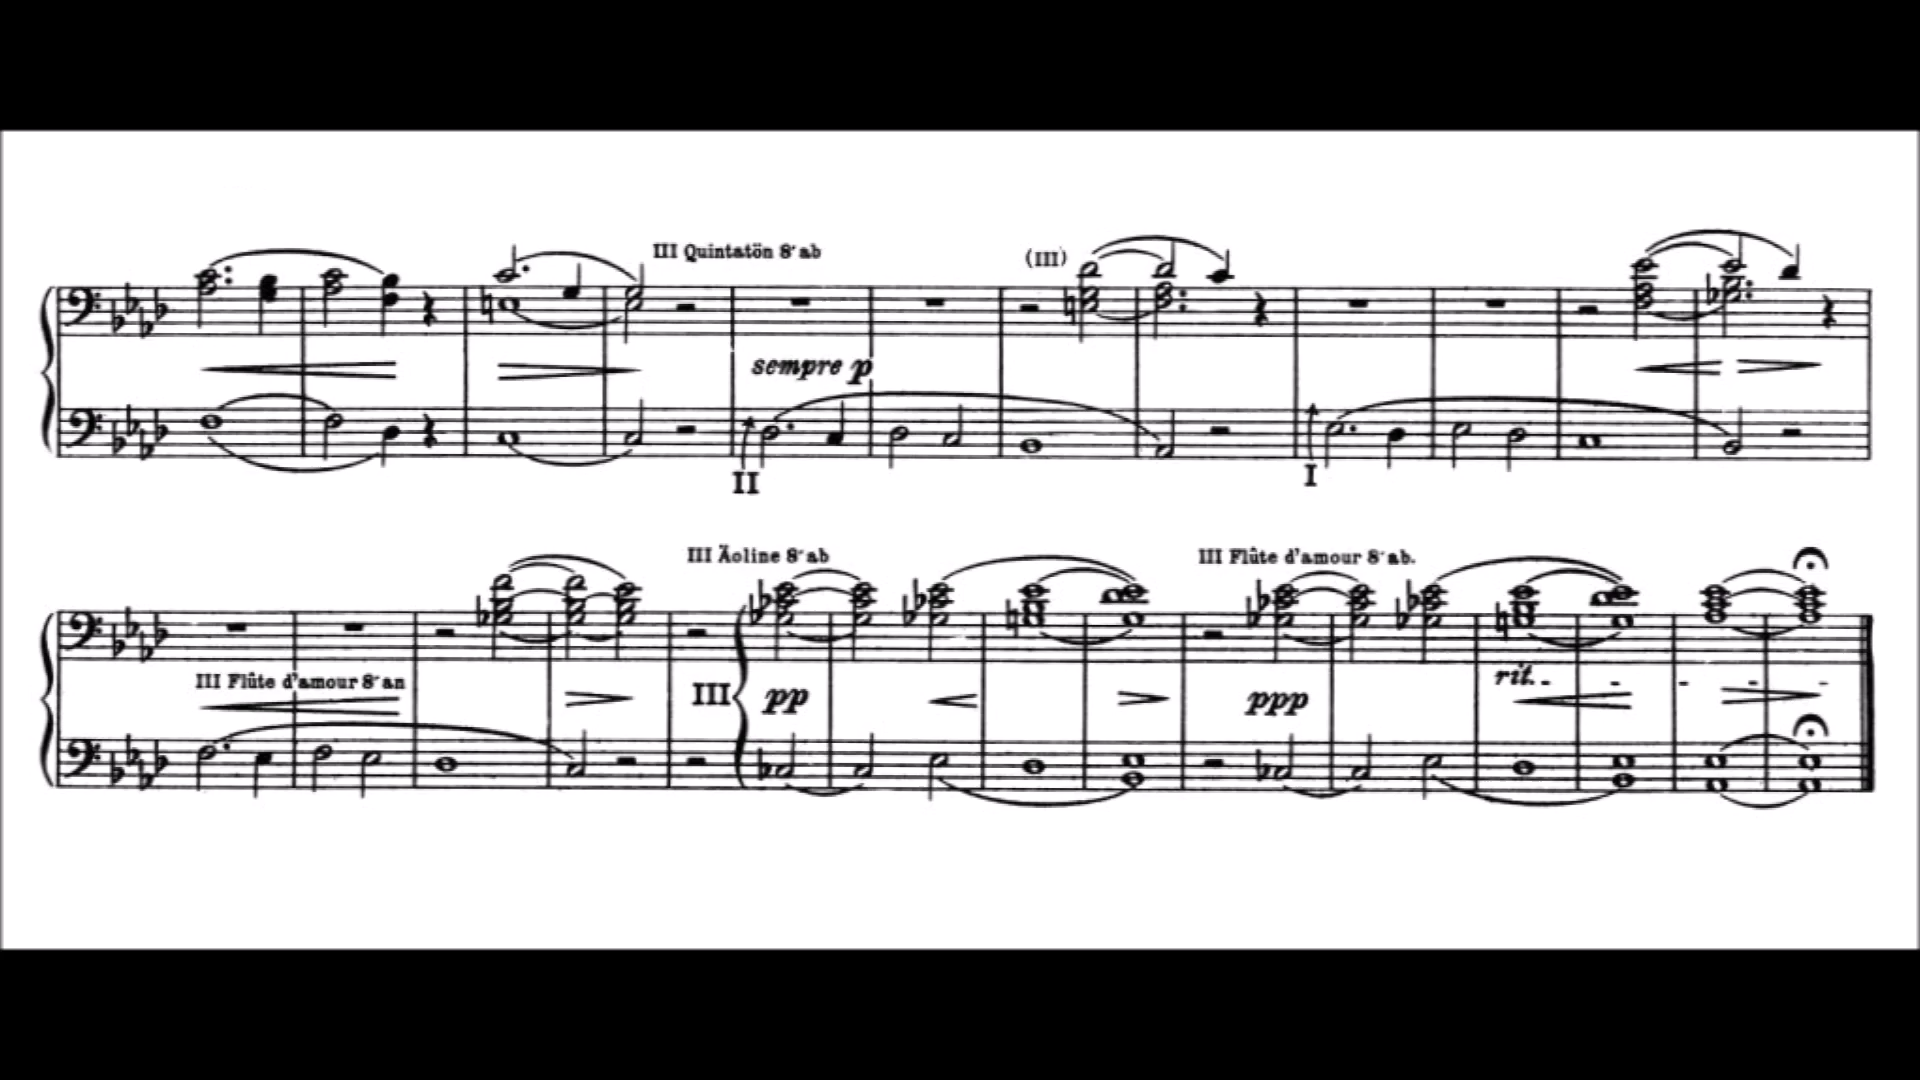 III Quintatön 8' ab
(III)
sempre p
II
I
III Äoline 8' ab
III Flûte d'amour 8' ab.
III Flûte d'amour 8' an
rit.
III
pp
ppp